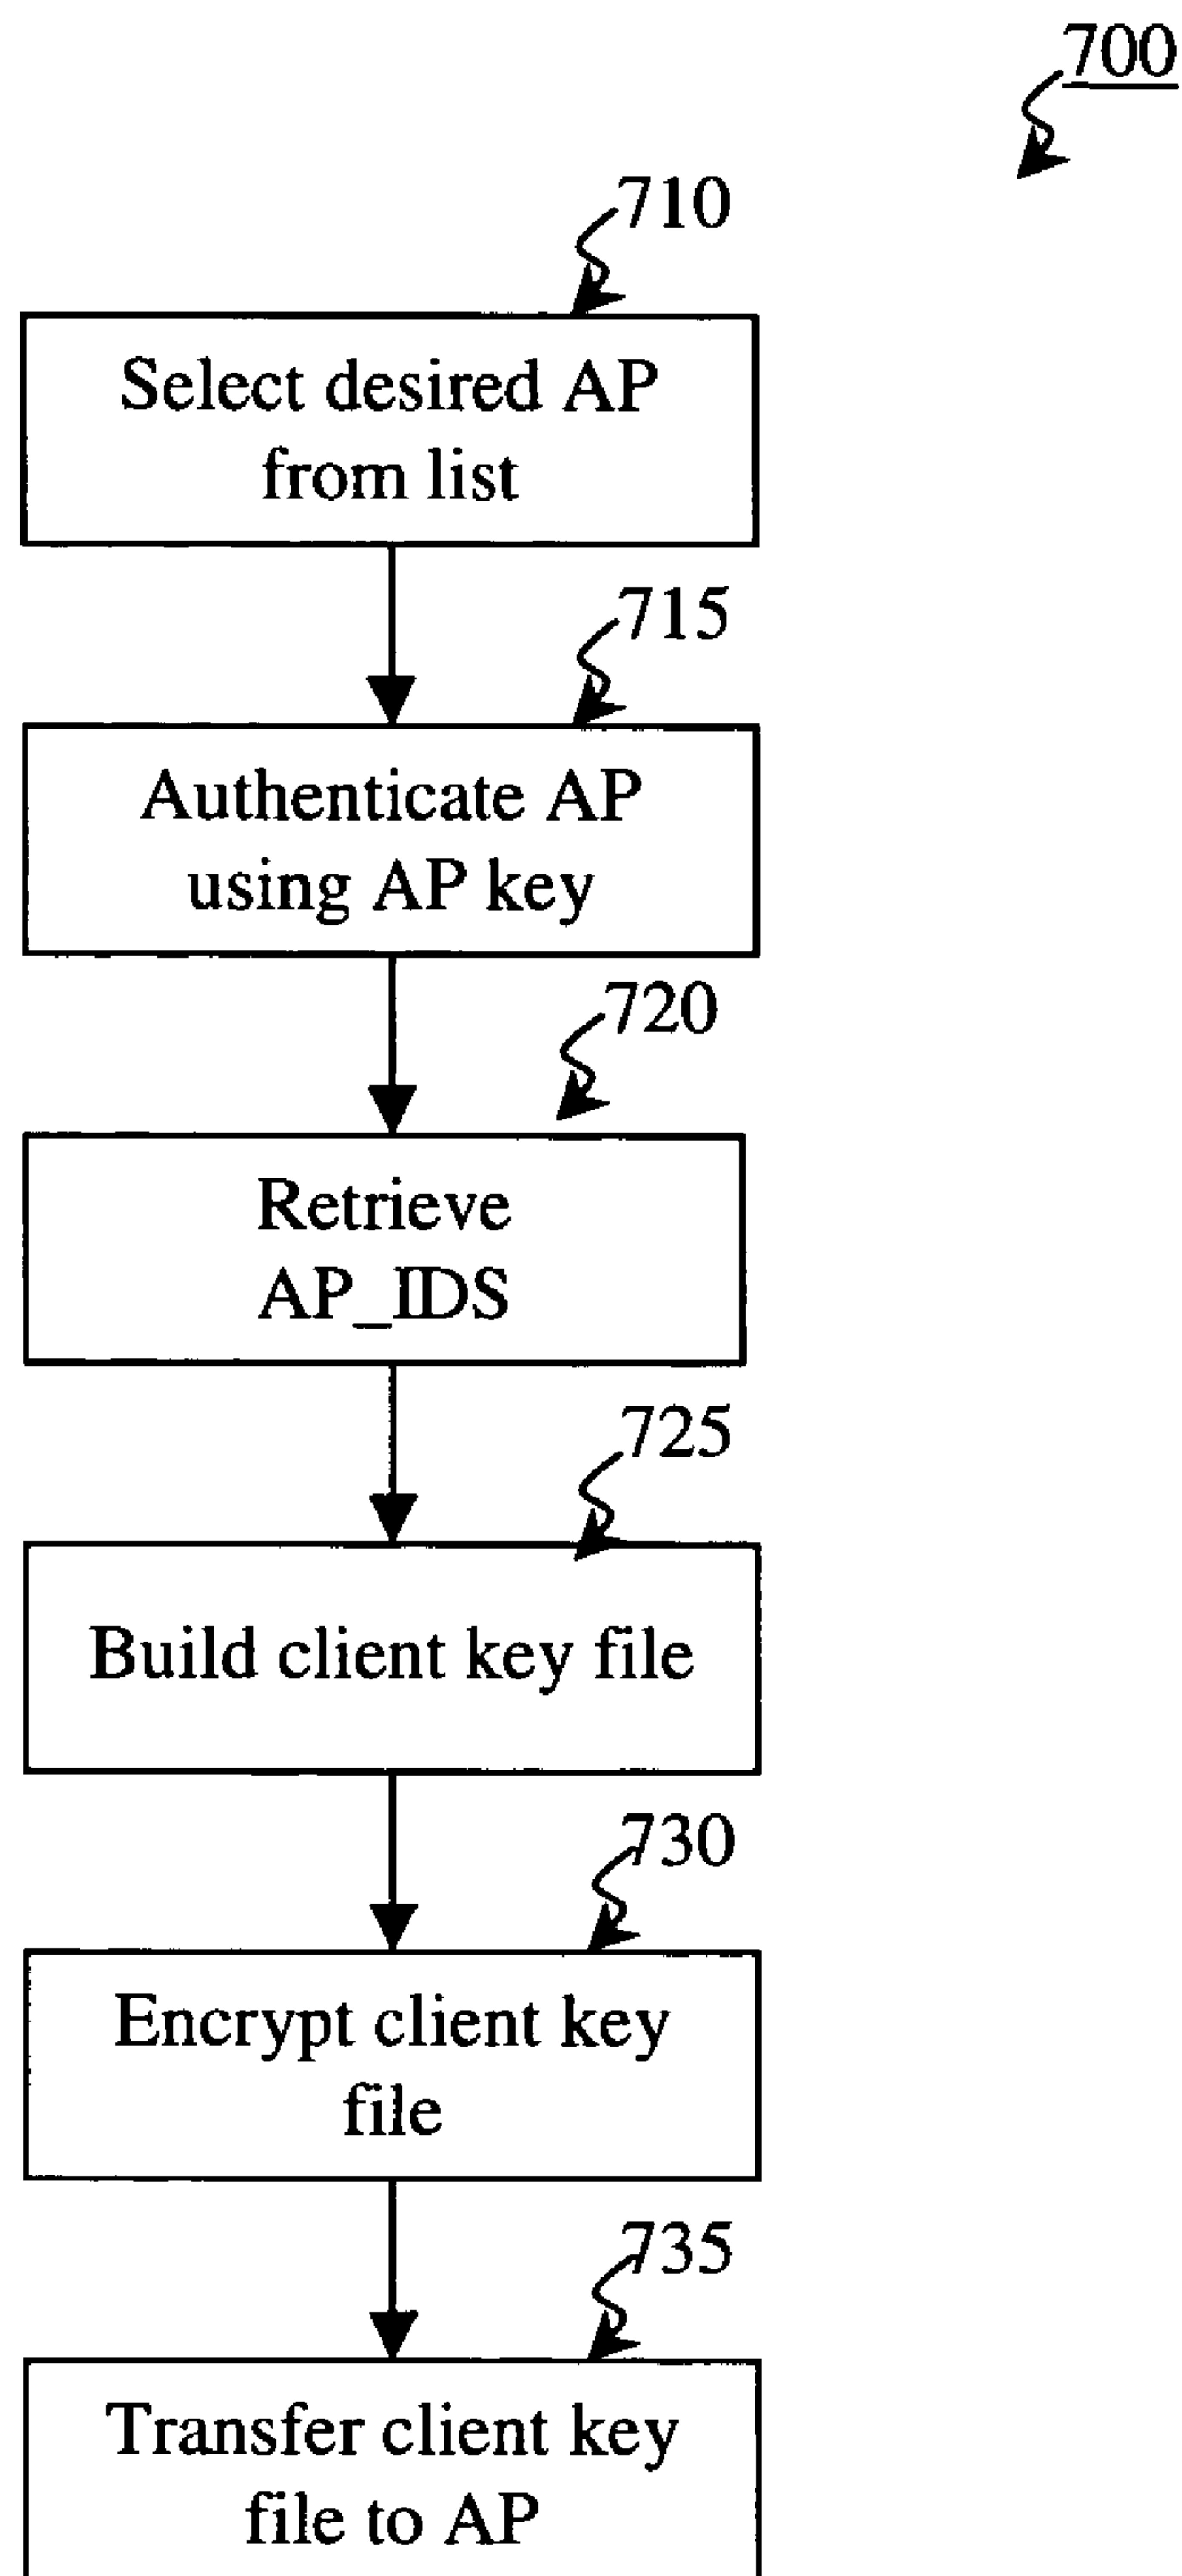 700
710
Select desired AP
from list
715
Authenticate AP
using AP key
720
Retrieve
AP_IDS
725
Build client key file
730
Encrypt client key
file
735
Transfer client key
file to AP